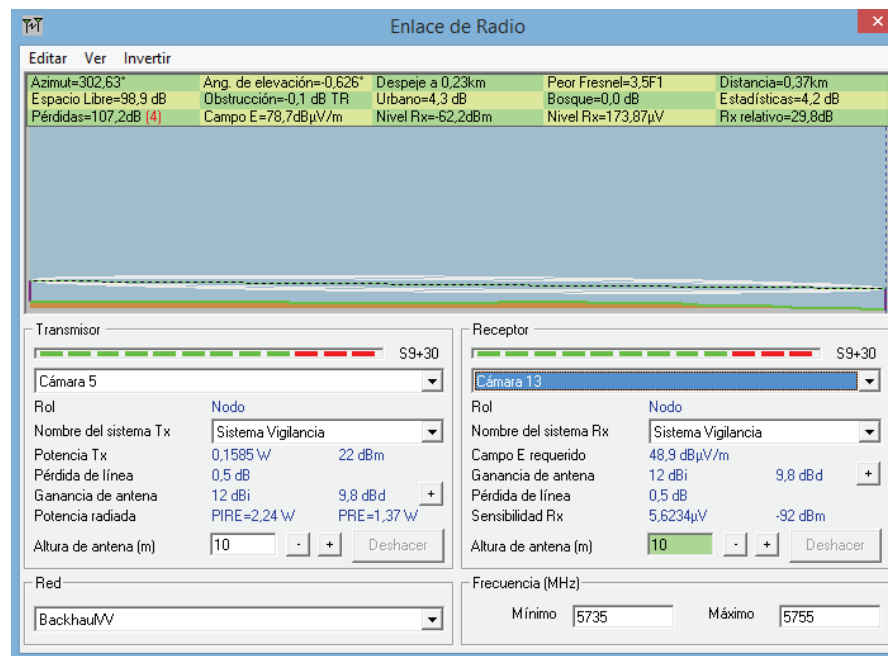 Enlace de Radio
Editar Ver Invertir
Azimut=302,63° Ang. de elevación=-0,626° Despeje a 0,23km Peor Fresnel=3,5F1 Distancia=0,37km
Espacio Libre=98,9 dB Obstrucción=-0,1 dB TR Urbano=4,3 dB Bosque=0,0 dB Estadísticas=4,2 dB
Pérdidas=107,2dB (4) Campo E=78,7dBµV/m Nivel Rx=-62,2dBm Nivel Rx=173,87µV Rx relativo=29,8dB
Transmisor
S9+30
Cámara 5
Rol Nodo
Nombre del sistema Tx Sistema Vigilancia
Potencia Tx 0,1585 W 22 dBm
Pérdida de línea 0,5 dB
Ganancia de antena 12 dBi 9,8 dBd +
Potencia radiada PIRE=2,24 W PRE=1,37 W
Altura de antena (m) 10 - + Deshacer
Receptor
S9+30
Cámara 13
Rol Nodo
Nombre del sistema Rx Sistema Vigilancia
Campo E requerido 48,9 dBµV/m
Ganancia de antena 12 dBi 9,8 dBd +
Pérdida de línea 0,5 dB
Sensibilidad Rx 5,6234µV -92 dBm
Altura de antena (m) 10 - + Deshacer
Red
BackhaulVV
Frecuencia (MHz)
Mínimo 5735 Máximo 5755